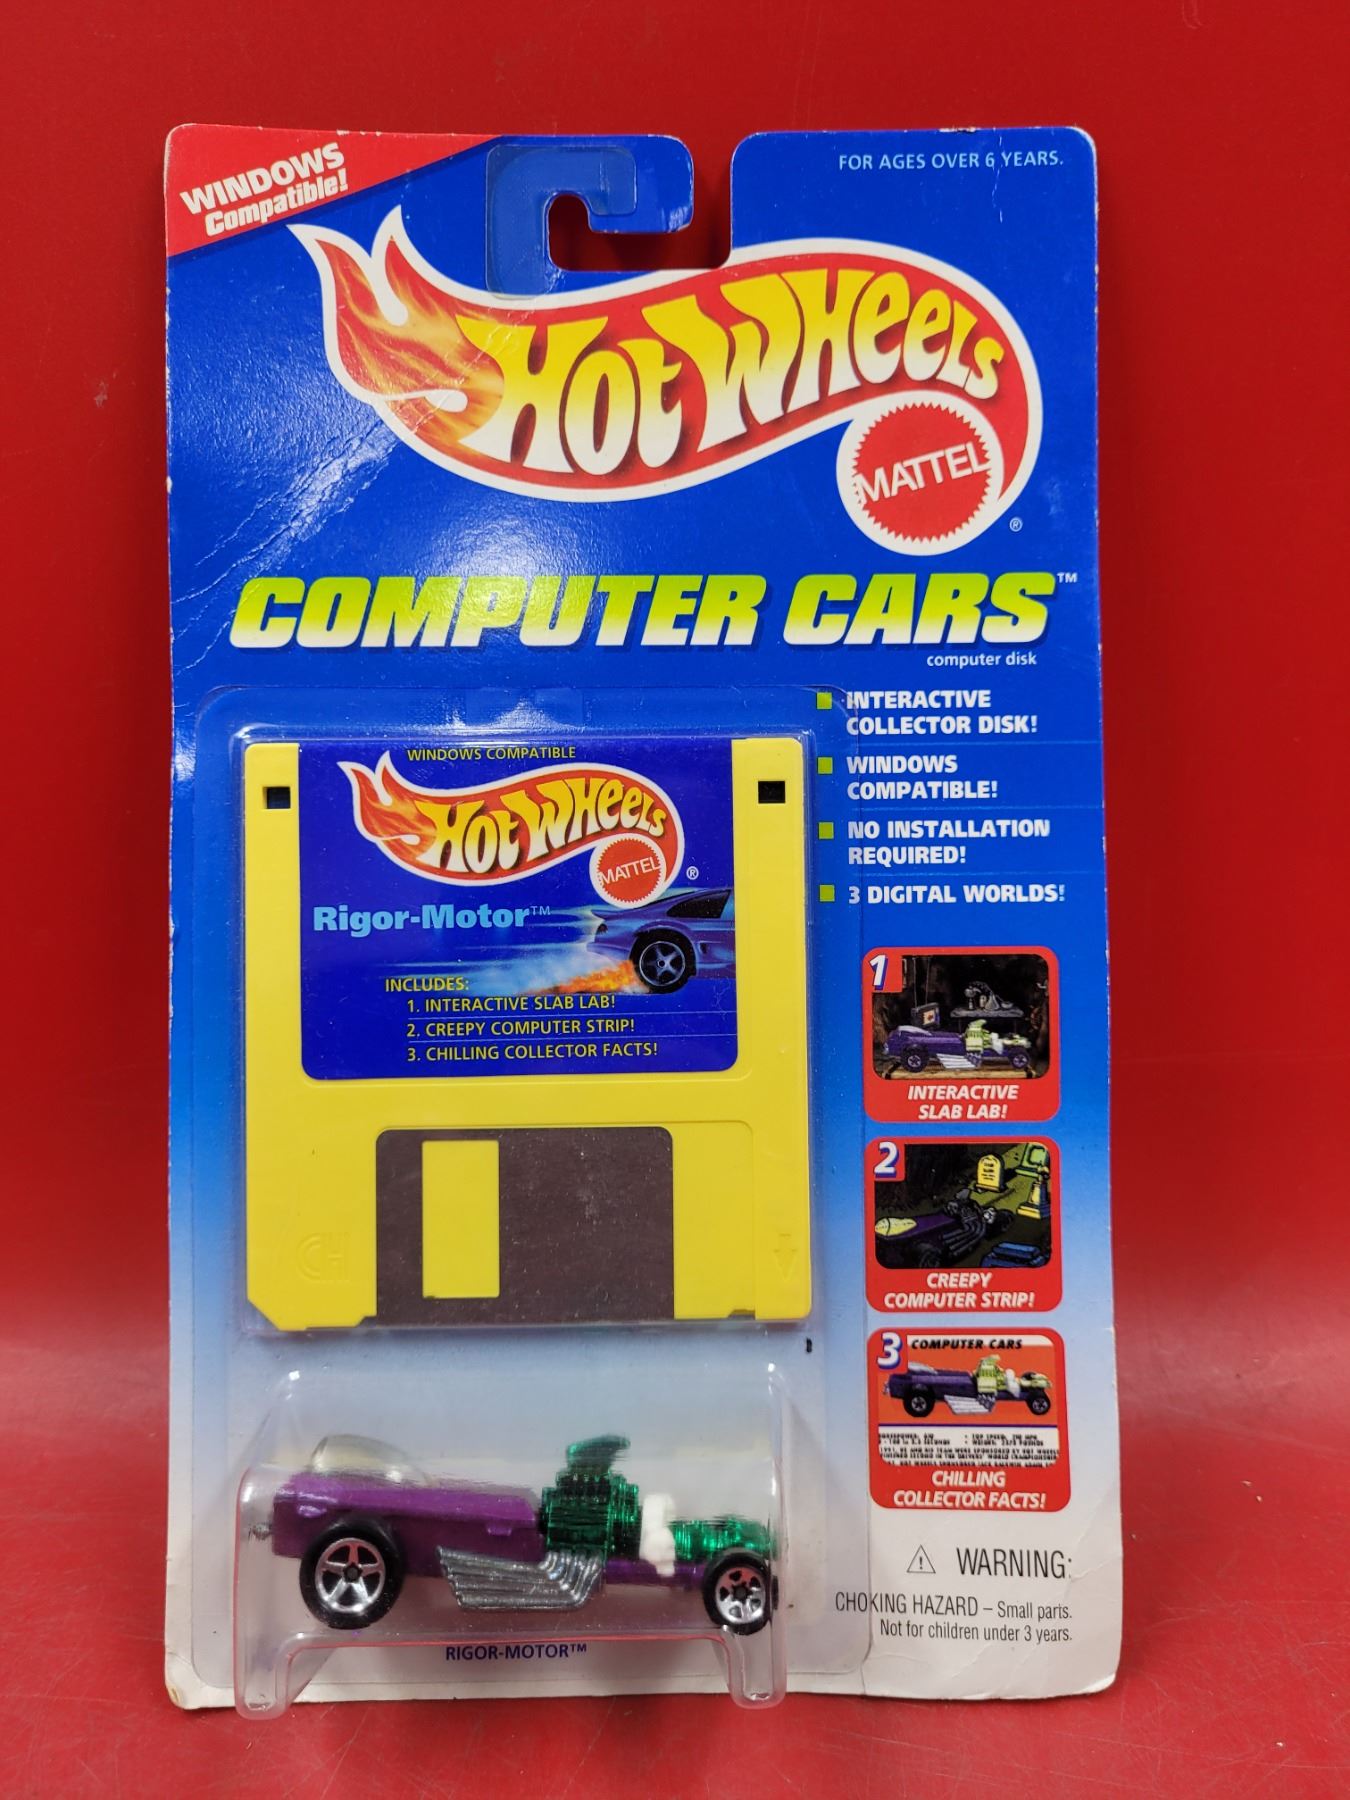 WINDOWS
Compatible!
FOR AGES OVER 6 YEARS.
HOT WHEELS
MATTEL
®
COMPUTER CARS™
computer disk
INTERACTIVE
COLLECTOR DISK!
WINDOWS
COMPATIBLE!
NO INSTALLATION
REQUIRED!
3 DIGITAL WORLDS!
WINDOWS COMPATIBLE
HOT WHEELS
MATTEL
®
Rigor-Motor™
INCLUDES:
1. INTERACTIVE SLAB LAB!
2. CREEPY COMPUTER STRIP!
3. CHILLING COLLECTOR FACTS!
1
INTERACTIVE
SLAB LAB!
2
CREEPY
COMPUTER STRIP!
3
COMPUTER CARS
CHILLING
COLLECTOR FACTS!
RIGOR-MOTOR™
WARNING:
CHOKING HAZARD – Small parts.
Not for children under 3 years.